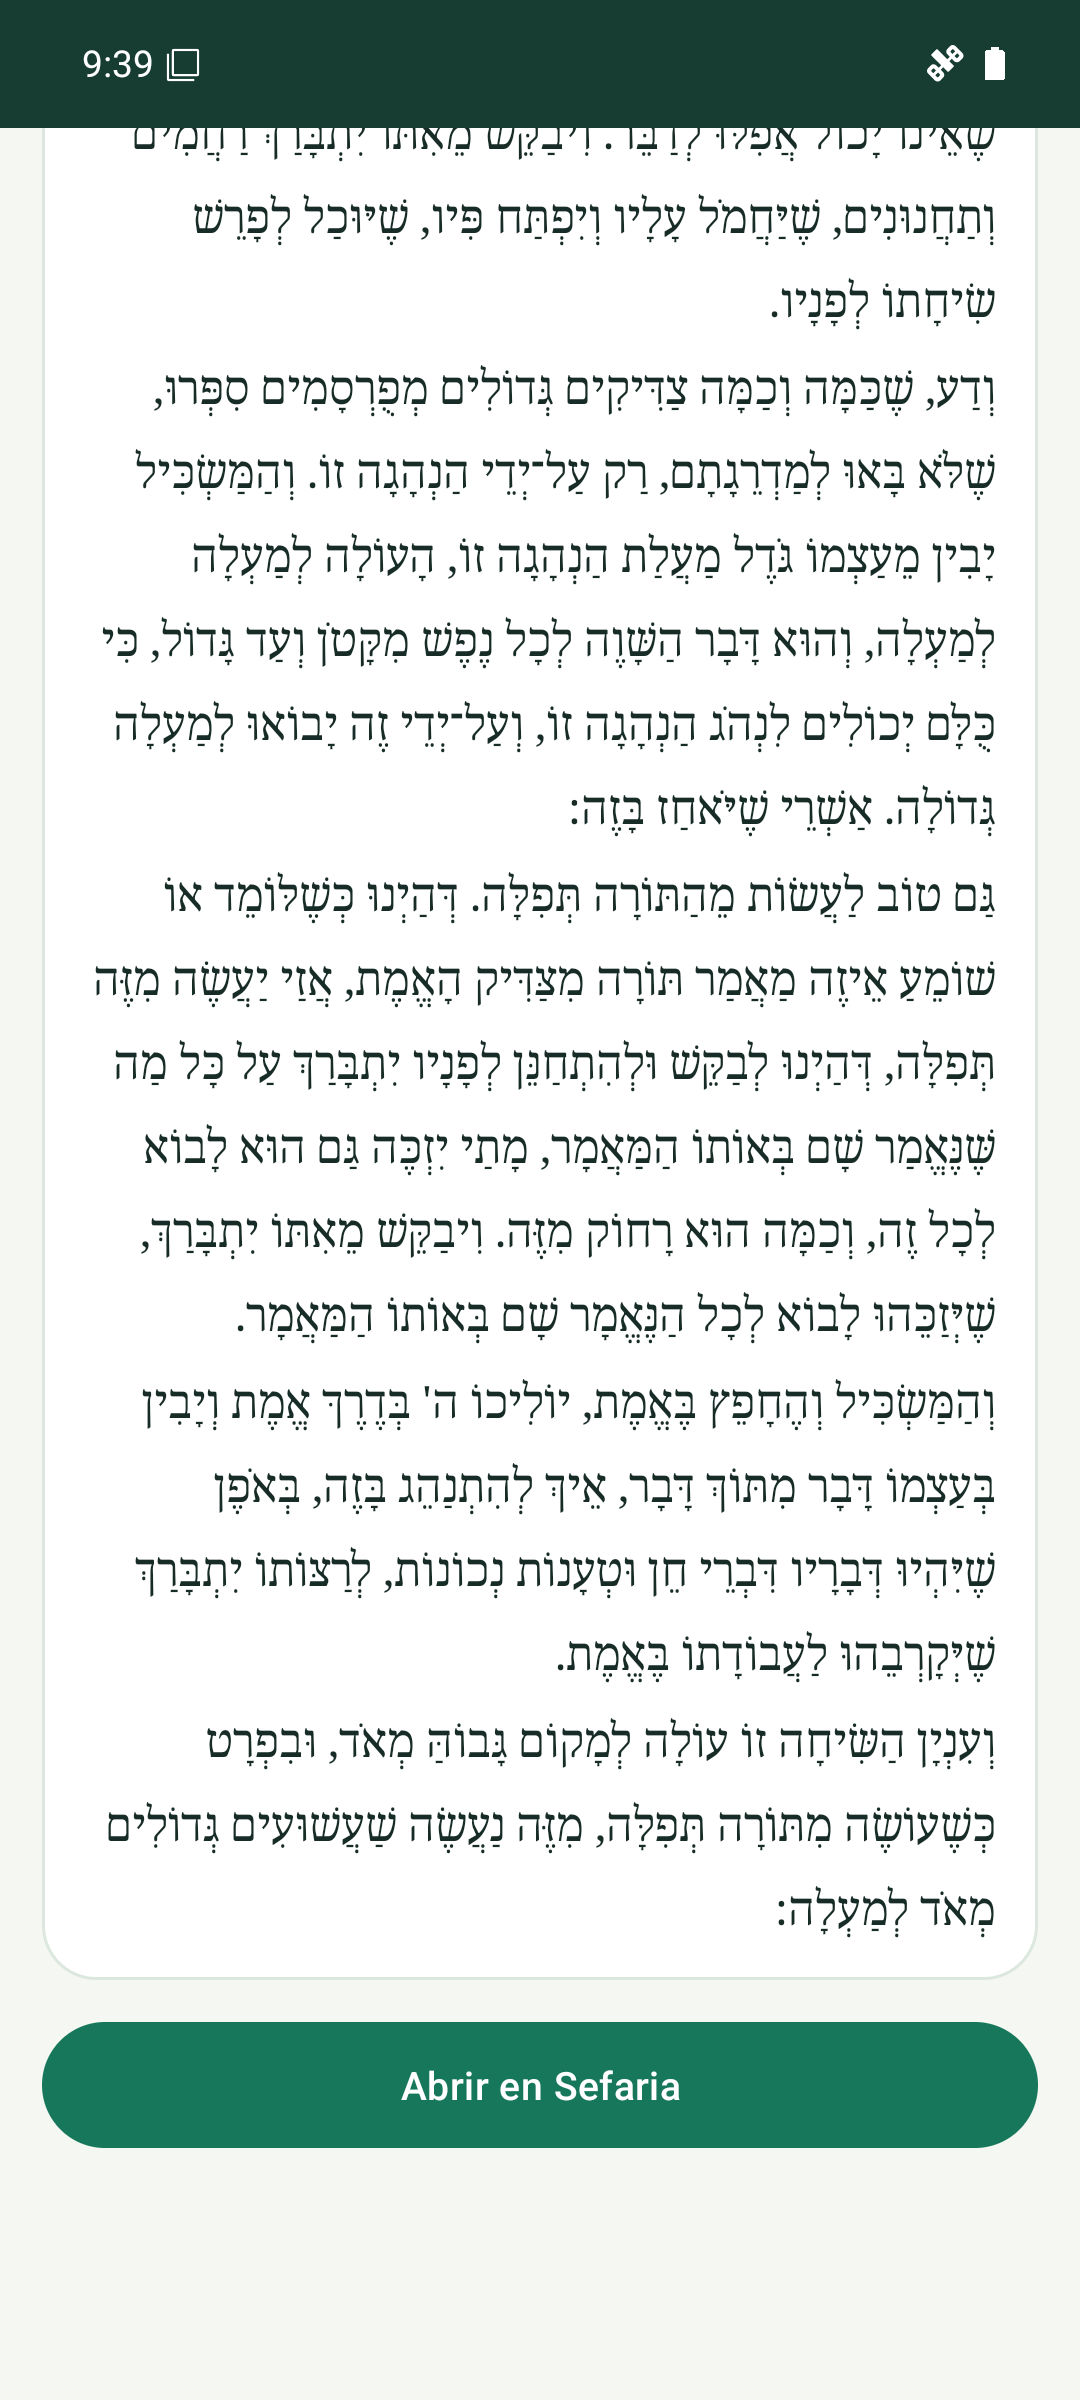 9:39
שֶׁאֵינוֹ יָכוֹל אֲפִלּוּ לְדַבֵּר. וִיבַקֵּשׁ מֵאִתּוֹ יִתְבָּרַךְ רַחֲמִים
וְתַחֲנוּנִים, שֶׁיַּחֲמֹל עָלָיו וְיִפְתַּח פִּיו, שֶׁיּוּכַל לְפָרֵשׁ
שִׂיחָתוֹ לְפָנָיו.
וְדַע, שֶׁכַּמָּה וְכַמָּה צַדִּיקִים גְּדוֹלִים מְפֻרְסָמִים סִפְּרוּ,
שֶׁלֹּא בָּאוּ לְמַדְרֵגָתָם, רַק עַל־יְדֵי הַנְהָגָה זוֹ. וְהַמַּשְׂכִּיל
יָבִין מֵעַצְמוֹ גֹּדֶל מַעֲלַת הַנְהָגָה זוֹ, הָעוֹלָה לְמַעְלָה
לְמַעְלָה, וְהוּא דָּבָר הַשָּׁוֶה לְכָל נֶפֶשׁ מִקָּטֹן וְעַד גָּדוֹל, כִּי
כֻּלָּם יְכוֹלִים לִנְהֹג הַנְהָגָה זוֹ, וְעַל־יְדֵי זֶה יָבוֹאוּ לְמַעְלָה
גְּדוֹלָה. אַשְׁרֵי שֶׁיֹּאחַז בָּזֶה:
גַּם טוֹב לַעֲשׂוֹת מֵהַתּוֹרָה תְּפִלָּה. דְּהַיְנוּ כְּשֶׁלּוֹמֵד אוֹ
שׁוֹמֵעַ אֵיזֶה מַאֲמַר תּוֹרָה מִצַּדִּיק הָאֱמֶת, אֲזַי יַעֲשֶׂה מִזֶּה
תְּפִלָּה, דְּהַיְנוּ לְבַקֵּשׁ וּלְהִתְחַנֵּן לְפָנָיו יִתְבָּרַךְ עַל כָּל מַה
שֶּׁנֶּאֱמַר שָׁם בְּאוֹתוֹ הַמַּאֲמָר, מָתַי יִזְכֶּה גַּם הוּא לָבוֹא
לְכָל זֶה, וְכַמָּה הוּא רָחוֹק מִזֶּה. וִיבַקֵּשׁ מֵאִתּוֹ יִתְבָּרַךְ,
שֶׁיְּזַכֵּהוּ לָבוֹא לְכָל הַנֶּאֱמָר שָׁם בְּאוֹתוֹ הַמַּאֲמָר.
וְהַמַּשְׂכִּיל וְהֶחָפֵץ בֶּאֱמֶת, יוֹלִיכוֹ ה' בְּדֶרֶךְ אֱמֶת וְיָבִין
בְּעַצְמוֹ דָּבָר מִתּוֹךְ דָּבָר, אֵיךְ לְהִתְנַהֵג בָּזֶה, בְּאֹפֶן
שֶׁיִּהְיוּ דְּבָרָיו דִּבְרֵי חֵן וּטְעָנוֹת נְכוֹנוֹת, לְרַצּוֹתוֹ יִתְבָּרַךְ
שֶׁיְּקָרְבֵהוּ לַעֲבוֹדָתוֹ בֶּאֱמֶת.
וְעִנְיָן הַשִּׂיחָה זוֹ עוֹלָה לְמָקוֹם גָּבוֹהַּ מְאֹד, וּבִפְרָט
כְּשֶׁעוֹשֶׂה מִתּוֹרָה תְּפִלָּה, מִזֶּה נַעֲשֶׂה שַׁעֲשׁוּעִים גְּדוֹלִים
מְאֹד לְמַעְלָה:
Abrir en Sefaria